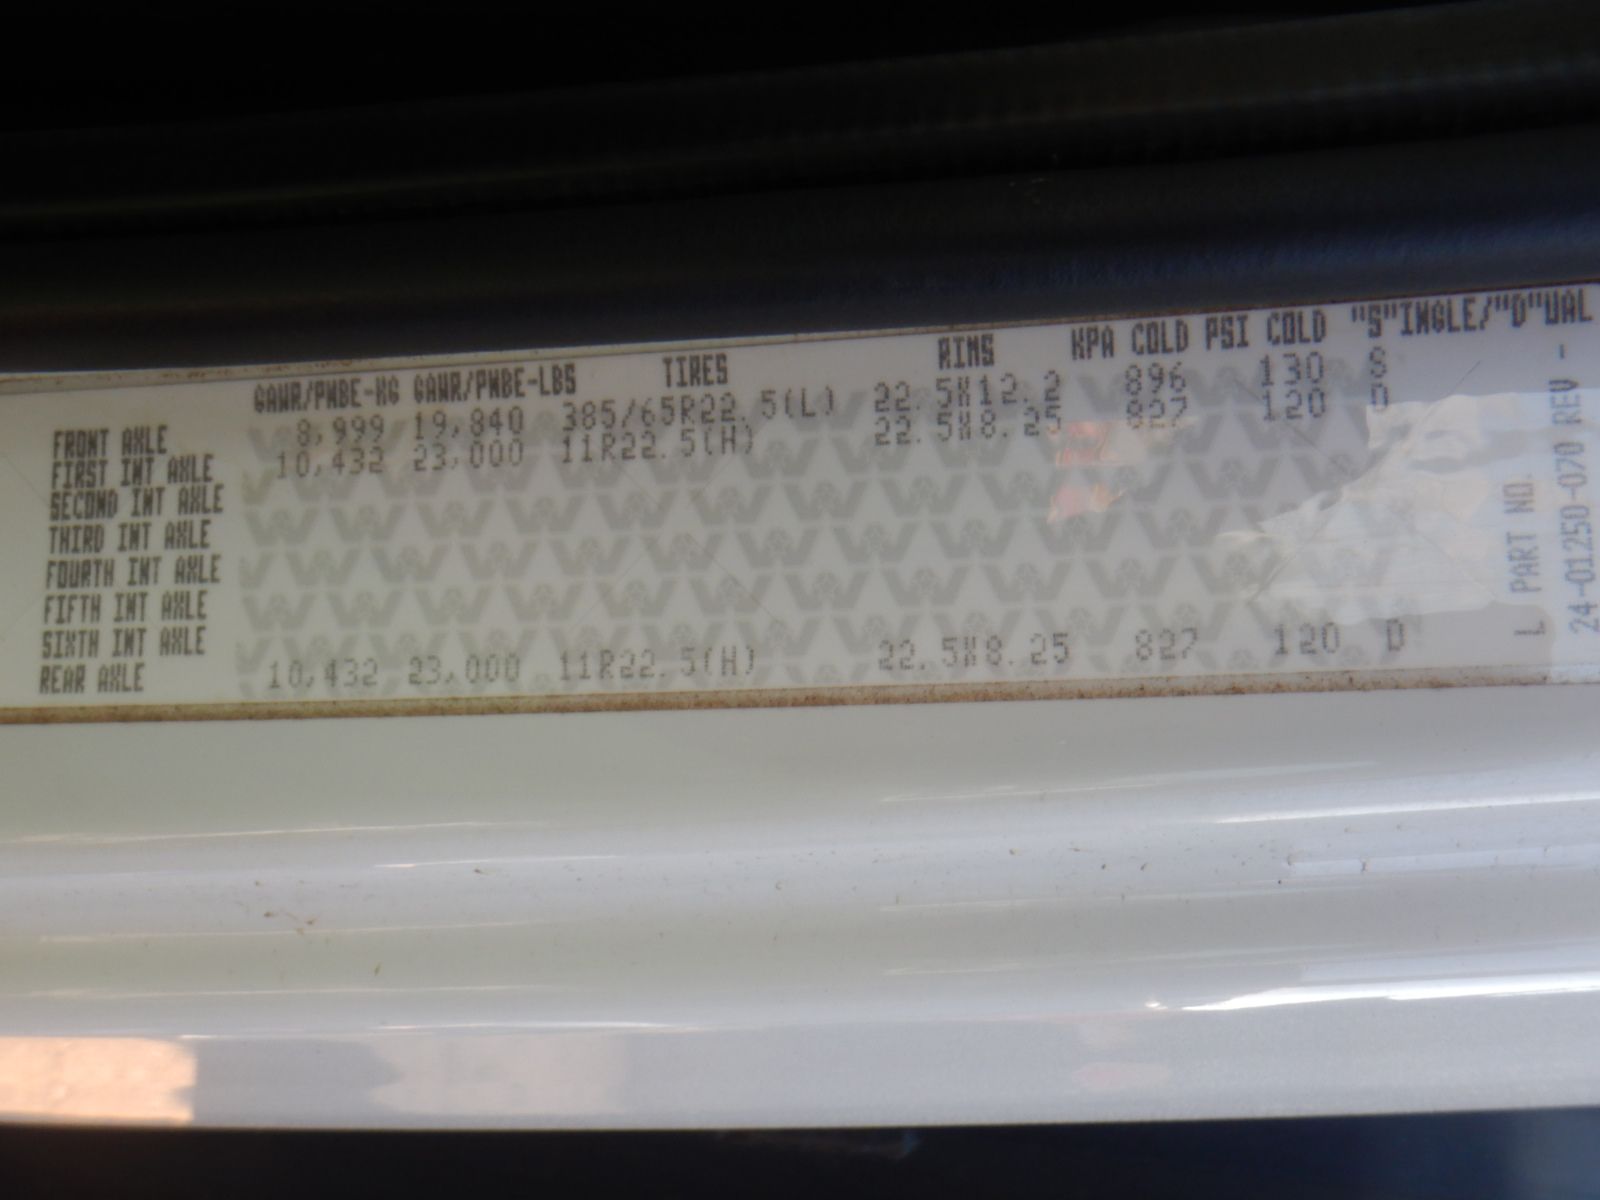 GAWR/PNBE-KG GAWR/PNBE-LBS TIRES RIMS KPA COLD PSI COLD "S"INGLE/"D"UAL
FRONT AXLE 8,999 19,840 385/65R22.5(L) 22.5X12.2 896 130 S
FIRST INT AXLE 10,432 23,000 11R22.5(H) 22.5X8.25 827 120 D
SECOND INT AXLE
THIRD INT AXLE
FOURTH INT AXLE
FIFTH INT AXLE
SIXTH INT AXLE
REAR AXLE 10,432 23,000 11R22.5(H) 22.5X8.25 827 120 D
L PART NO.
24-01250-070 REV -